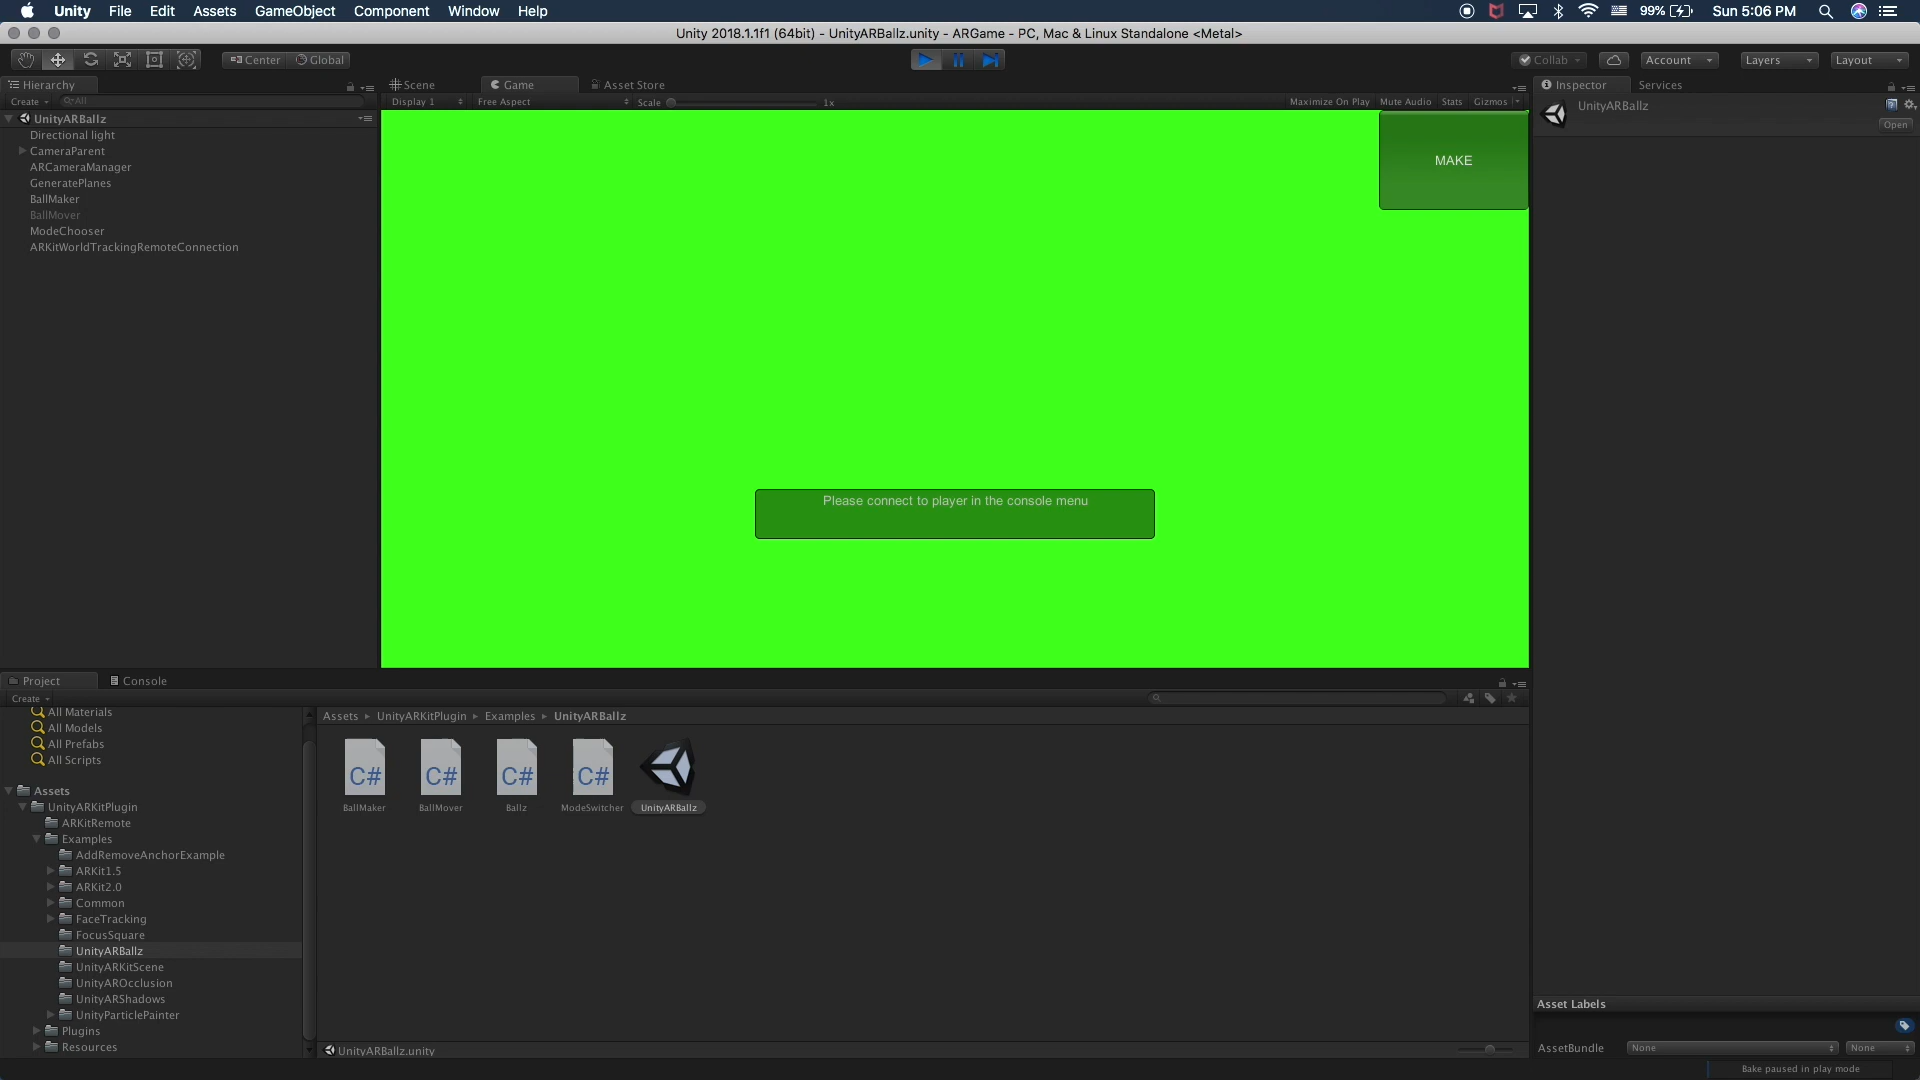 Unity File Edit Assets GameObject Component Window Help 99% Sun 5:06 PM
Unity 2018.1.1f1 (64bit) - UnityARBallz.unity - ARGame - PC, Mac & Linux Standalone <Metal>
Center Global Collab Account Layers Layout
Hierarchy Scene Game Asset Store Inspector Services
Create All Display 1 Free Aspect Scale 1x Maximize On Play Mute Audio Stats Gizmos
UnityARBallz
Open
UnityARBallz
Directional light
CameraParent
ARCameraManager
GeneratePlanes
BallMaker
BallMover
ModeChooser
ARKitWorldTrackingRemoteConnection
MAKE
Please connect to player in the console menu
Project Console
Create
All Materials
All Models
All Prefabs
All Scripts
Assets
UnityARKitPlugin
ARKitRemote
Examples
AddRemoveAnchorExample
ARKit1.5
ARKit2.0
Common
FaceTracking
FocusSquare
UnityARBallz
UnityARKitScene
UnityAROcclusion
UnityARShadows
UnityParticlePainter
Plugins
Resources
Assets UnityARKitPlugin Examples UnityARBallz
C# C# C# C#
BallMaker BallMover Ballz ModeSwitcher UnityARBallz
UnityARBallz.unity
Asset Labels
AssetBundle None None
Bake paused in play mode